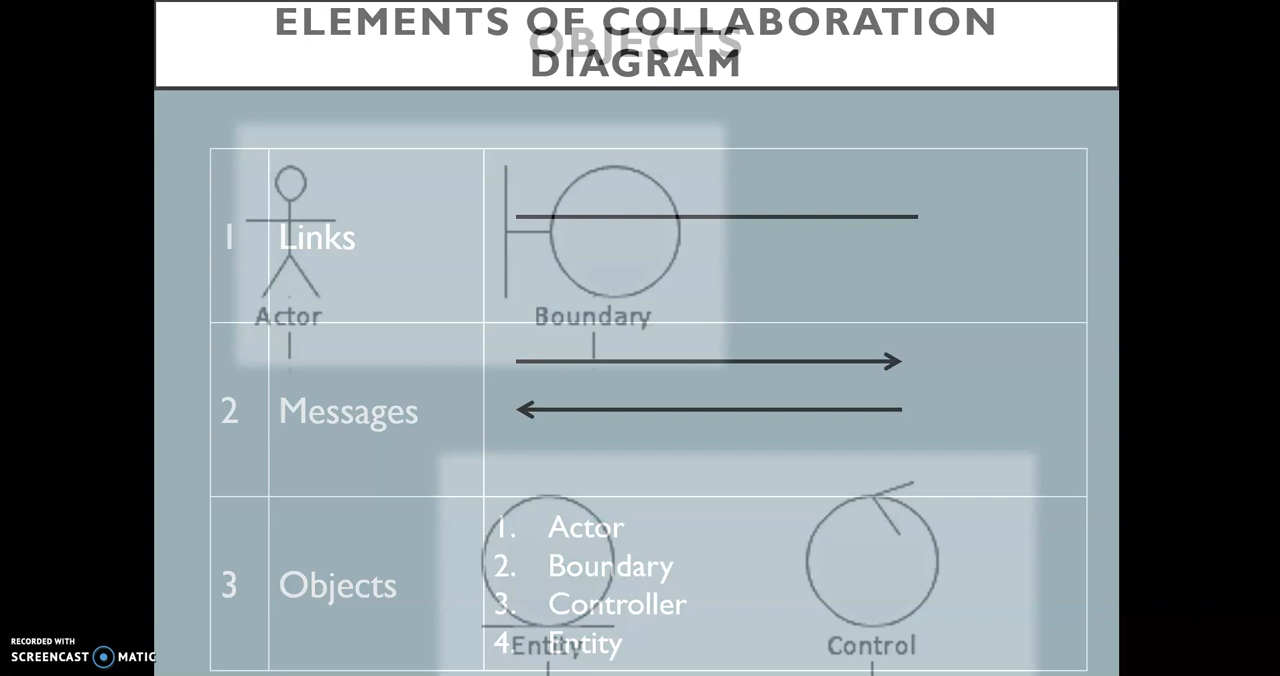 ELEMENTS OF COLLABORATION
OBJECTS
DIAGRAM
1 Links
Actor
Boundary
2 Messages
3 Objects
1. Actor
2. Boundary
3. Controller
4. Entity
Entity
Control
RECORDED WITH
SCREENCAST MATIC